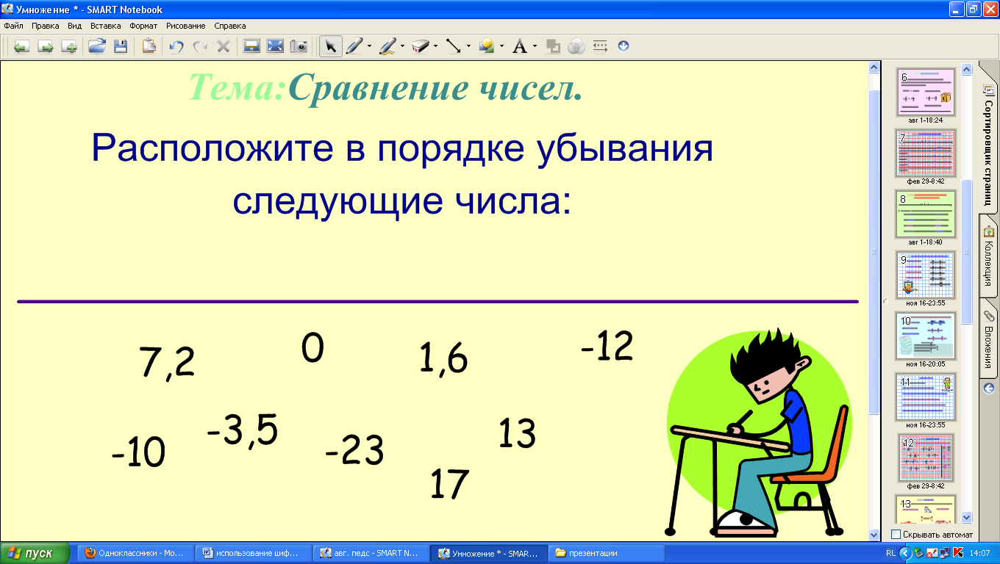 Умножение * - SMART Notebook
Файл Правка Вид Вставка Формат Рисование Справка
Тема:Сравнение чисел.
Расположите в порядке убывания
следующие числа:
7,2 0 1,6 -12
-10 -3,5 -23 13
17
6
авг 1-18:24
7
фев 29-8:42
8
авг 1-18:40
9
ноя 16-23:55
10
ноя 16-20:05
11
ноя 16-23:55
12
фев 29-8:42
13
Сортировщик страниц
Коллекция
Вложения
Скрывать автомат
пуск
Одноклассники - Mo...
использование циф...
авг. педс - SMART N...
Умножение * - SMAR...
презентации
RL
14:07